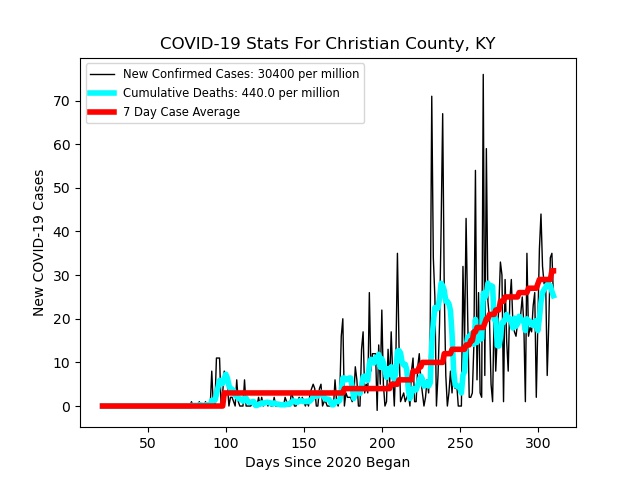 COVID-19 Stats For Christian County, KY
New Confirmed Cases: 30400 per million
Cumulative Deaths: 440.0 per million
7 Day Case Average
70
60
50
40
30
20
10
0
New COVID-19 Cases
50 100 150 200 250 300
Days Since 2020 Began